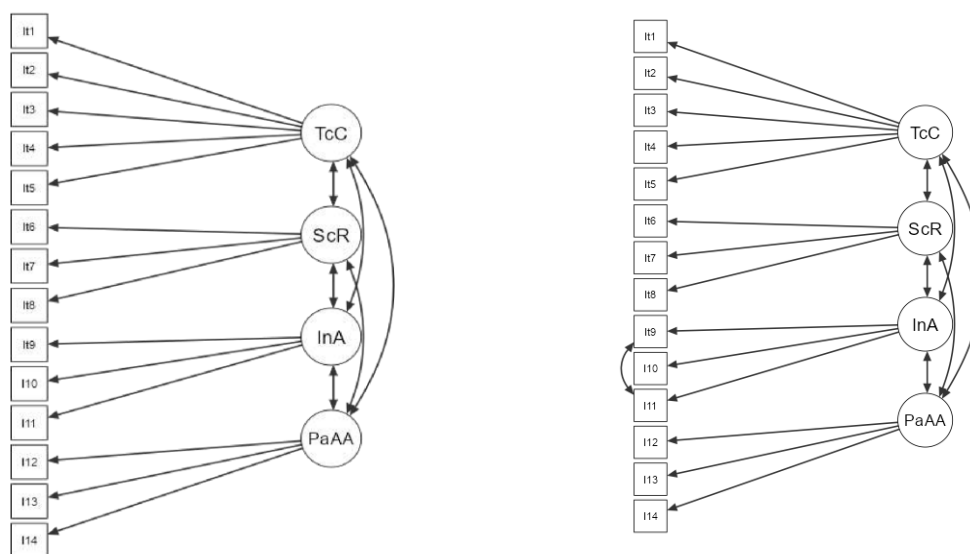 It1
It2
It3
It4
It5
It6
It7
It8
It9
I10
I11
I12
I13
I14
TcC
ScR
InA
PaAA
It1
It2
It3
It4
It5
It6
It7
It8
It9
I10
I11
I12
I13
I14
TcC
ScR
InA
PaAA